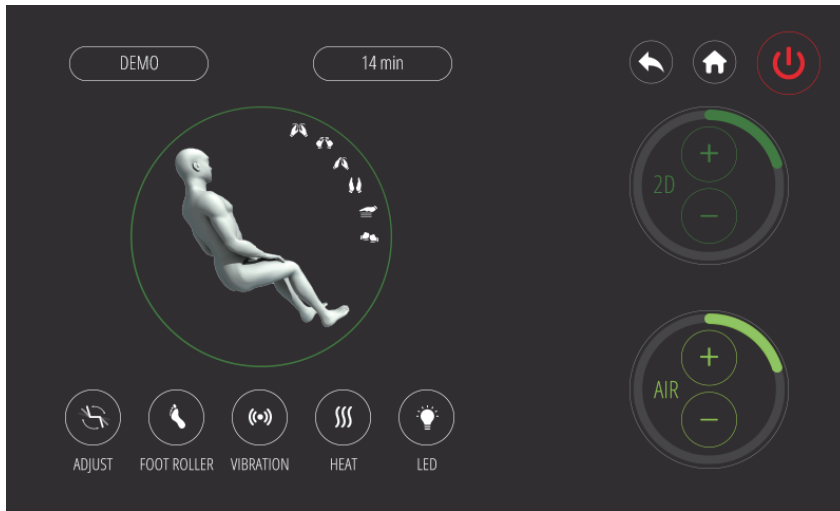 DEMO
14 min
2D
AIR
ADJUST
FOOT ROLLER
VIBRATION
HEAT
LED